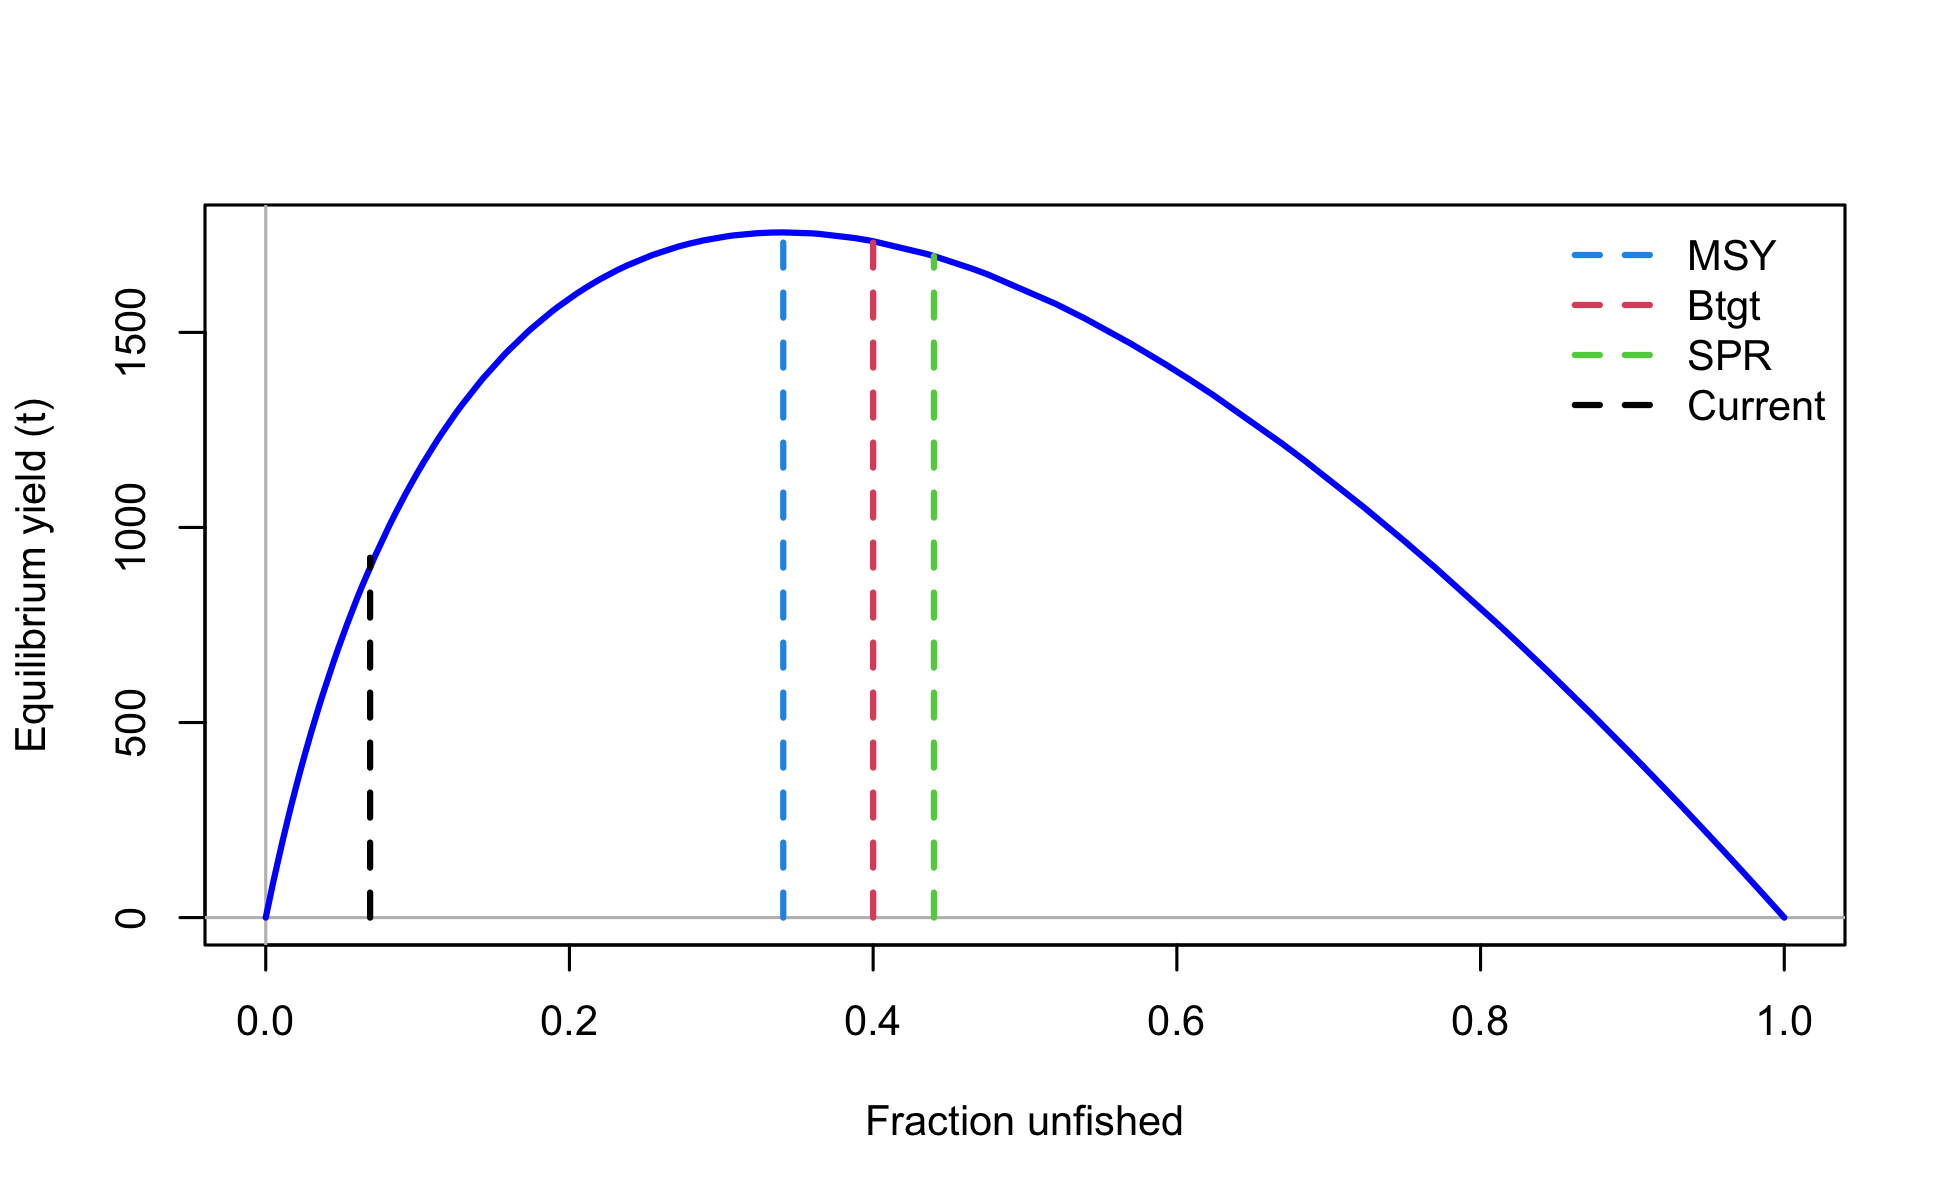 MSY
Btgt
SPR
Current
Equilibrium yield (t)
1500
1000
500
0
0.0 0.2 0.4 0.6 0.8 1.0
Fraction unfished